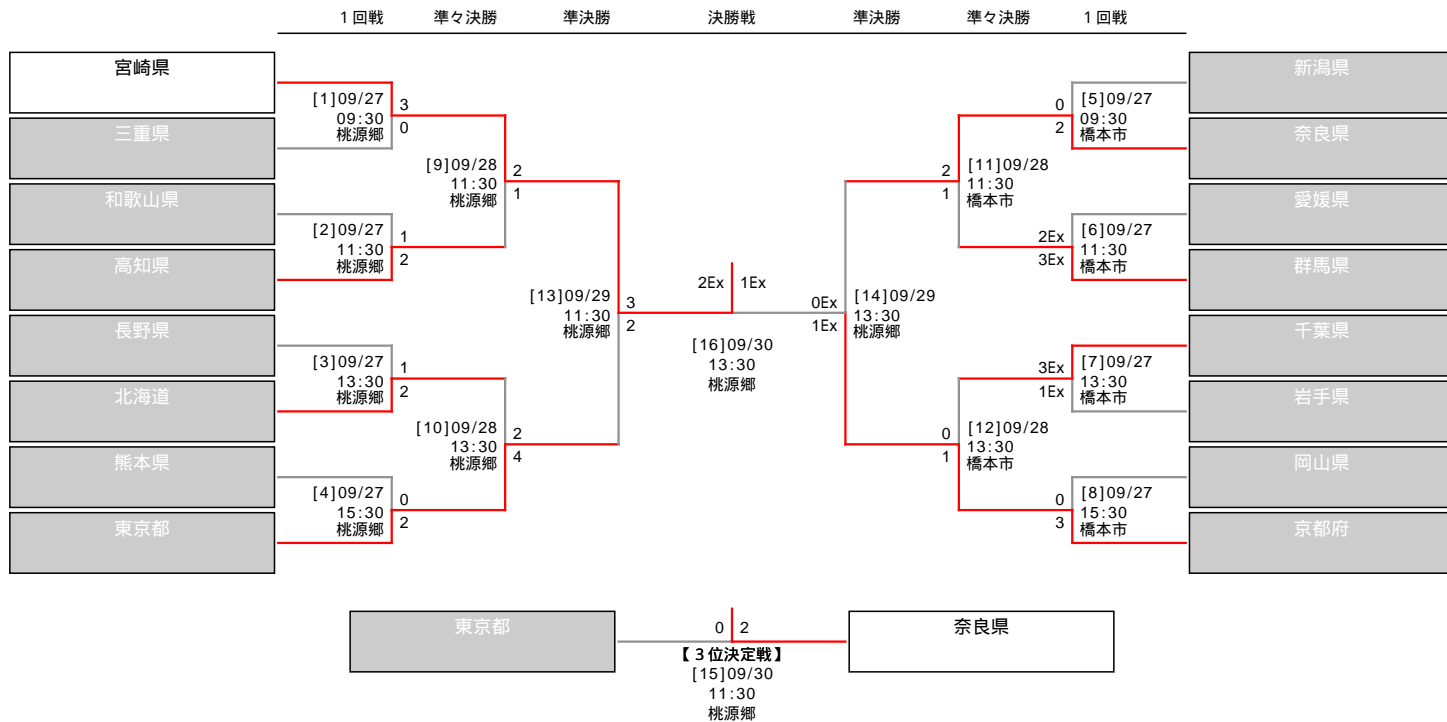 1回戦
準々決勝
準決勝
決勝戦
準決勝
準々決勝
1回戦
宮崎県
三重県
和歌山県
高知県
長野県
北海道
熊本県
東京都
[1]09/27
09:30
桃源郷
3
0
[2]09/27
11:30
桃源郷
1
2
[3]09/27
13:30
桃源郷
1
2
[4]09/27
15:30
桃源郷
0
2
[9]09/28
11:30
桃源郷
2
1
[10]09/28
13:30
桃源郷
2
4
[13]09/29
11:30
桃源郷
3
2
2Ex
1Ex
[16]09/30
13:30
桃源郷
0Ex
1Ex
[14]09/29
13:30
桃源郷
2
1
[11]09/28
11:30
橋本市
0
1
[12]09/28
13:30
橋本市
0
2
[5]09/27
09:30
橋本市
2Ex
3Ex
[6]09/27
11:30
橋本市
3Ex
1Ex
[7]09/27
13:30
橋本市
0
3
[8]09/27
15:30
橋本市
新潟県
奈良県
愛媛県
群馬県
千葉県
岩手県
岡山県
京都府
東京都
0
2
奈良県
【3位決定戦】
[15]09/30
11:30
桃源郷